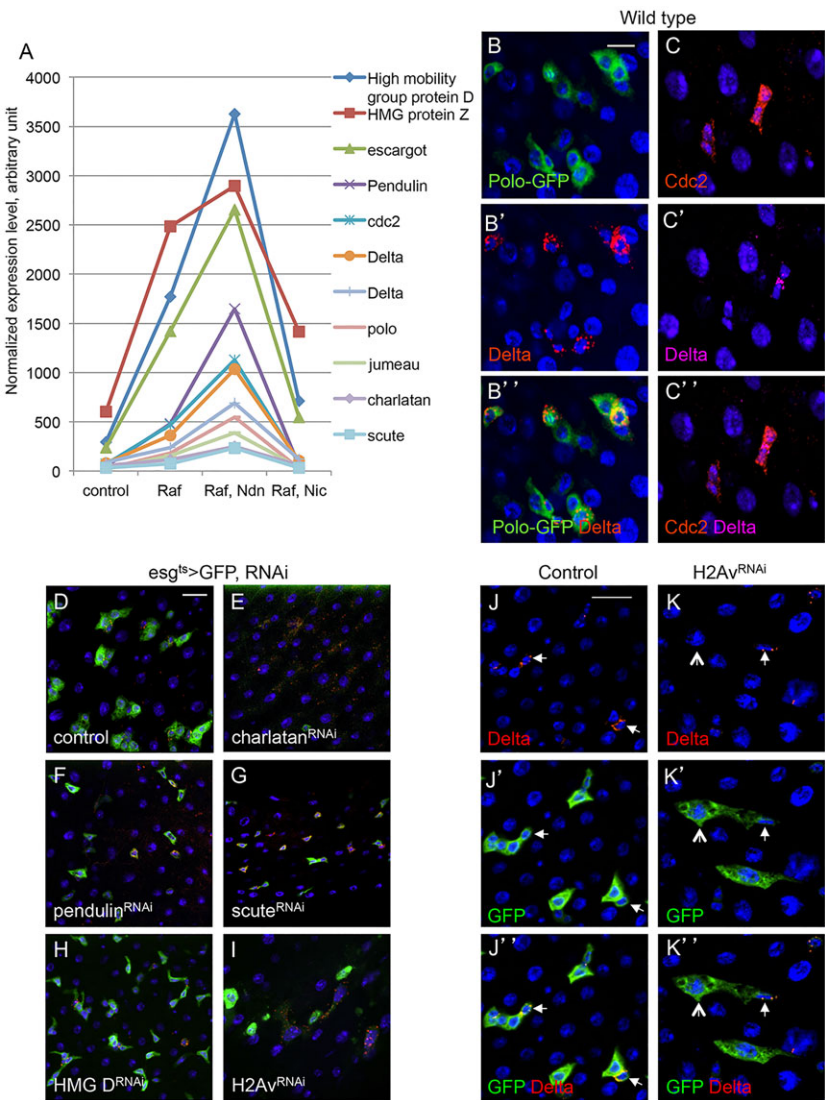 Wild type
A
4000
3500
3000
2500
2000
1500
1000
500
0
Normalized expression level, arbitrary unit
control
Raf
Raf, Ndn
Raf, Nic
High mobility
group protein D
HMG protein Z
escargot
Pendulin
cdc2
Delta
Delta
polo
jumeau
charlatan
scute
B
Polo-GFP
C
Cdc2
B'
Delta
C'
Delta
B''
Polo-GFP Delta
C''
Cdc2 Delta
esgts>GFP, RNAi
D
control
E
charlatanRNAi
F
pendulinRNAi
G
scuteRNAi
H
HMG DRNAi
I
H2AvRNAi
Control
H2AvRNAi
J
Delta
K
Delta
J'
GFP
K'
GFP
J''
GFP Delta
K''
GFP Delta